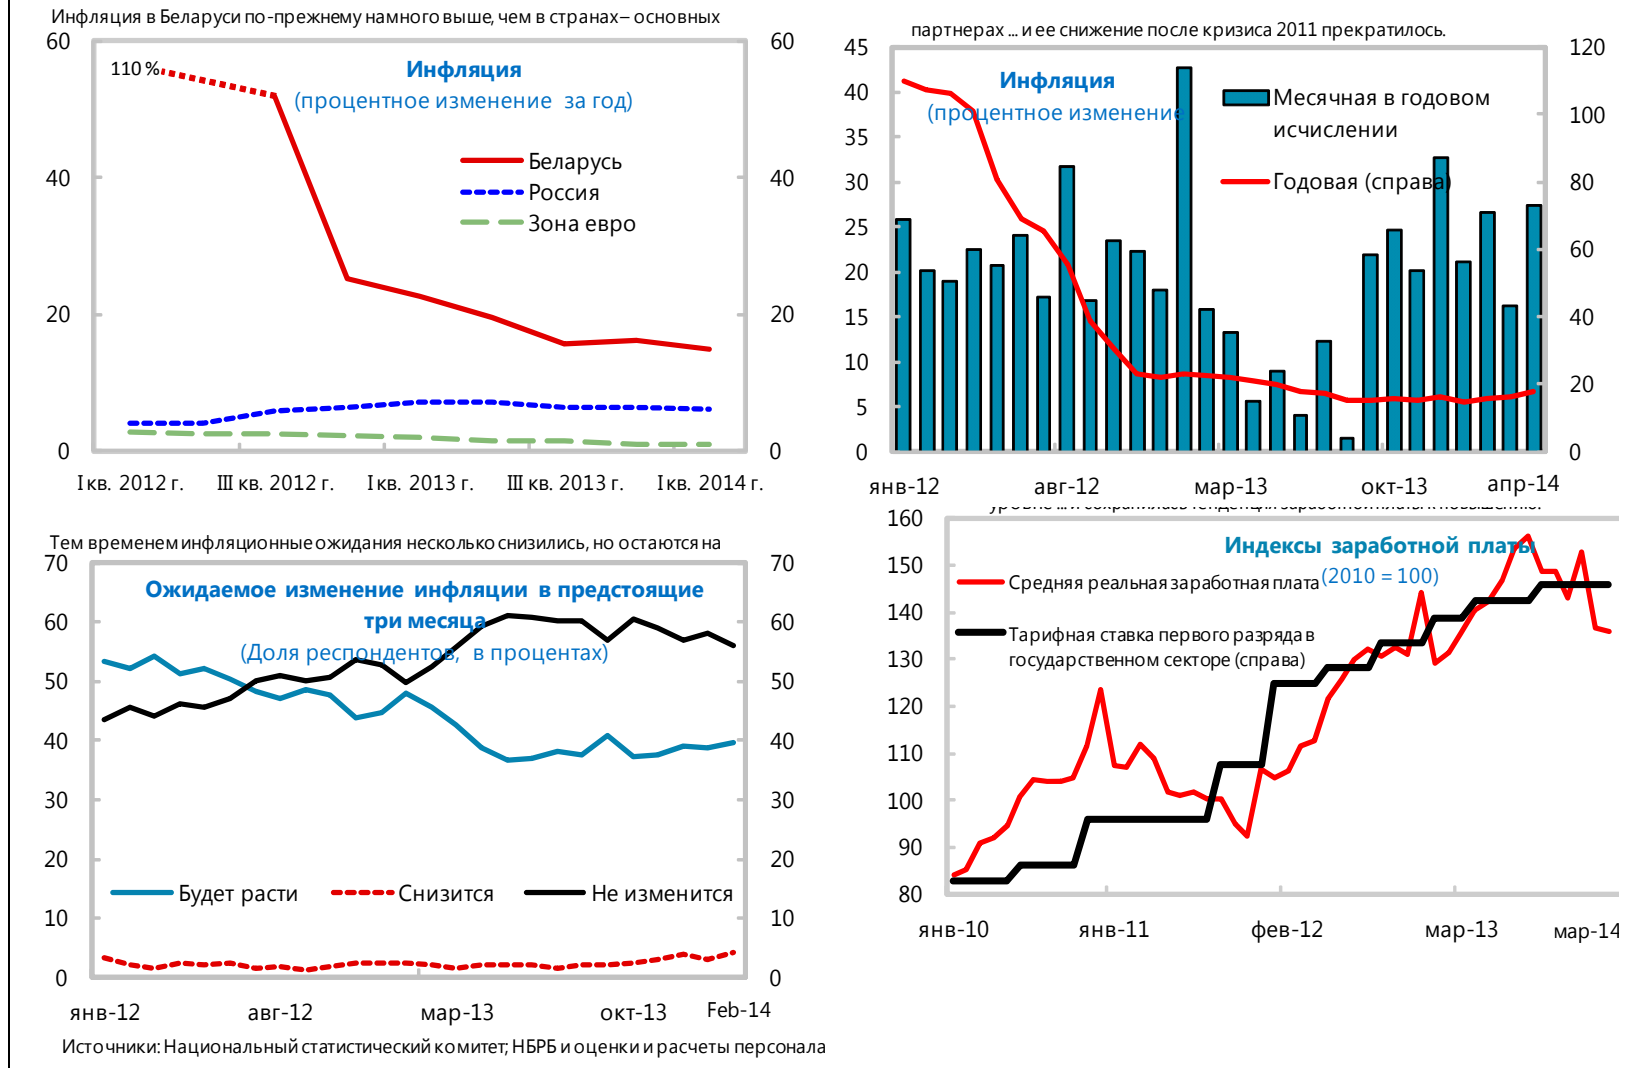 Инфляция в Беларуси по-прежнему намного выше, чем в странах– основных
60
40
20
0
60
40
20
0
110 %
Инфляция
(процентное изменение за год)
Беларусь
Россия
Зона евро
I кв. 2012 г.
III кв. 2012 г.
I кв. 2013 г.
III кв. 2013 г.
I кв. 2014 г.
партнерах ... и ее снижение после кризиса 2011 прекратилось.
45
40
35
30
25
20
15
10
5
0
120
100
80
60
40
20
0
Инфляция
(процентное изменение
Месячная в годовом
исчислении
Годовая (справа)
янв-12
авг-12
мар-13
окт-13
апр-14
Тем временем инфляционные ожидания несколько снизились, но остаются на
70
60
50
40
30
20
10
0
70
60
50
40
30
20
10
0
Ожидаемое изменение инфляции в предстоящие
три месяца
(Доля респондентов, в процентах)
Будет расти
Снизится
Не изменится
янв-12
авг-12
мар-13
окт-13
Feb-14
уровне ... и сохранилась тенденция заработной платы к повышению.
160
150
140
130
120
110
100
90
80
Индексы заработной платы
(2010 = 100)
Средняя реальная заработная плата
Тарифная ставка первого разряда в
государственном секторе (справа)
янв-10
янв-11
фев-12
мар-13
мар-14
Источники: Национальный статистический комитет; НБРБ и оценки и расчеты персонала